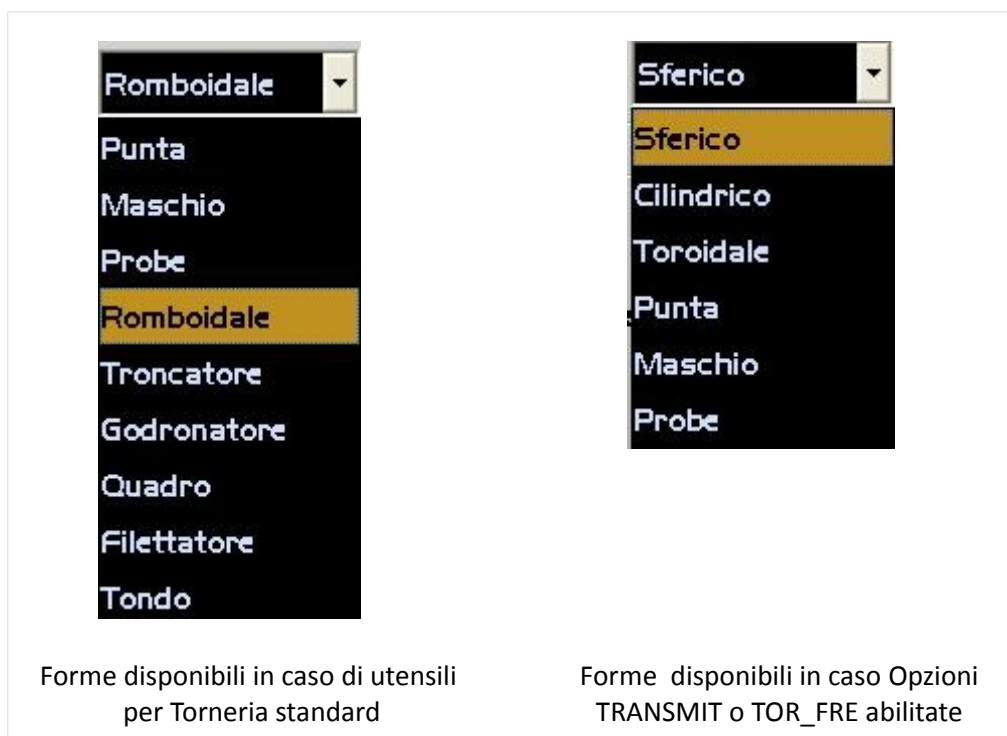 Romboidale
Punta
Maschio
Probe
Romboidale
Troncatore
Godronatore
Quadro
Filettatore
Tondo
Forme disponibili in caso di utensili
per Torneria standard
Sferico
Sferico
Cilindrico
Toroidale
Punta
Maschio
Probe
Forme disponibili in caso Opzioni
TRANSMIT o TOR_FRE abilitate